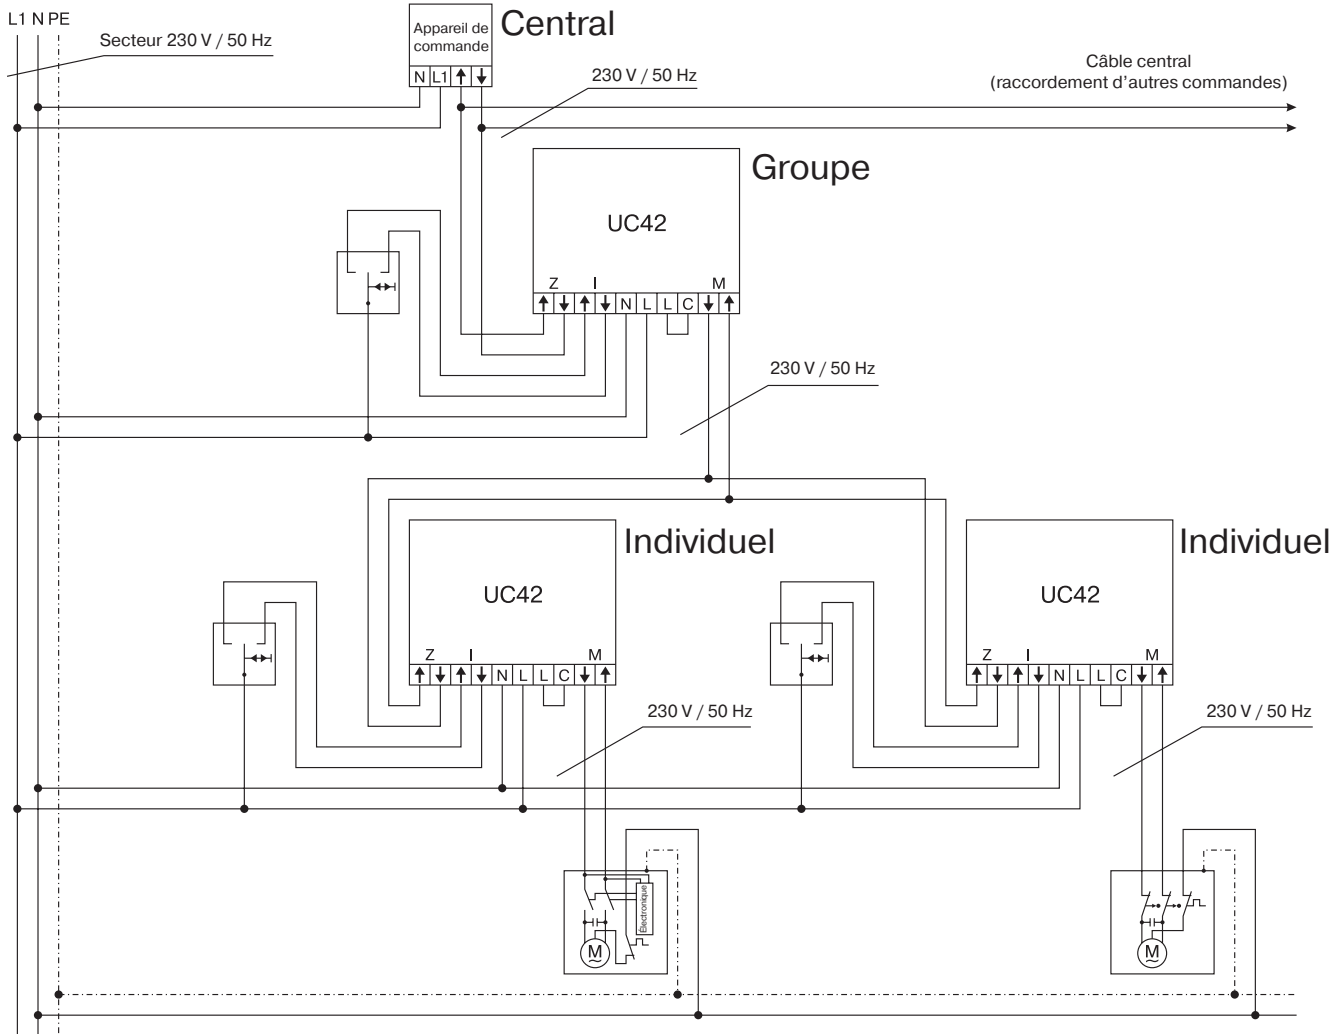 L1 N PE
Secteur 230 V / 50 Hz
Appareil de
commande
N L1
Central
230 V / 50 Hz
Câble central
(raccordement d'autres commandes)
Groupe
UC42
Z I M
N L L C
230 V / 50 Hz
Individuel
UC42
Z I M
N L L C
230 V / 50 Hz
Individuel
UC42
Z I M
N L L C
230 V / 50 Hz
Électronique
M
M